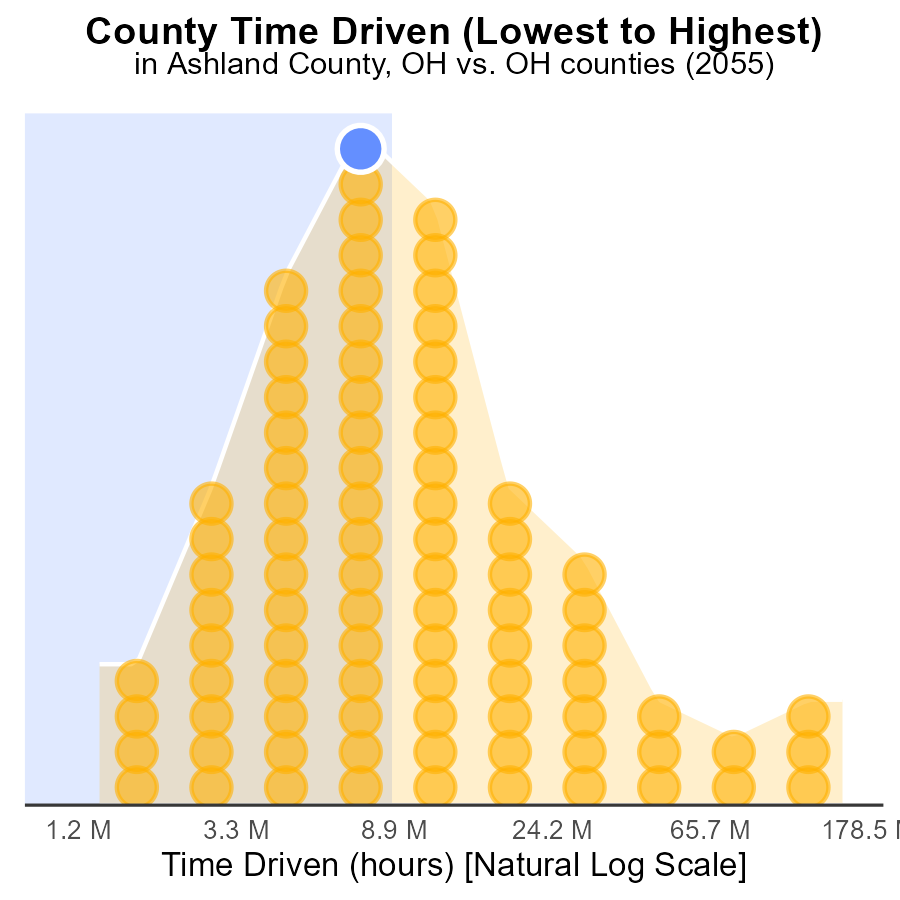 County Time Driven (Lowest to Highest)
in Ashland County, OH vs. OH counties (2055)
1.2 M 3.3 M 8.9 M 24.2 M 65.7 M 178.5
Time Driven (hours) [Natural Log Scale]